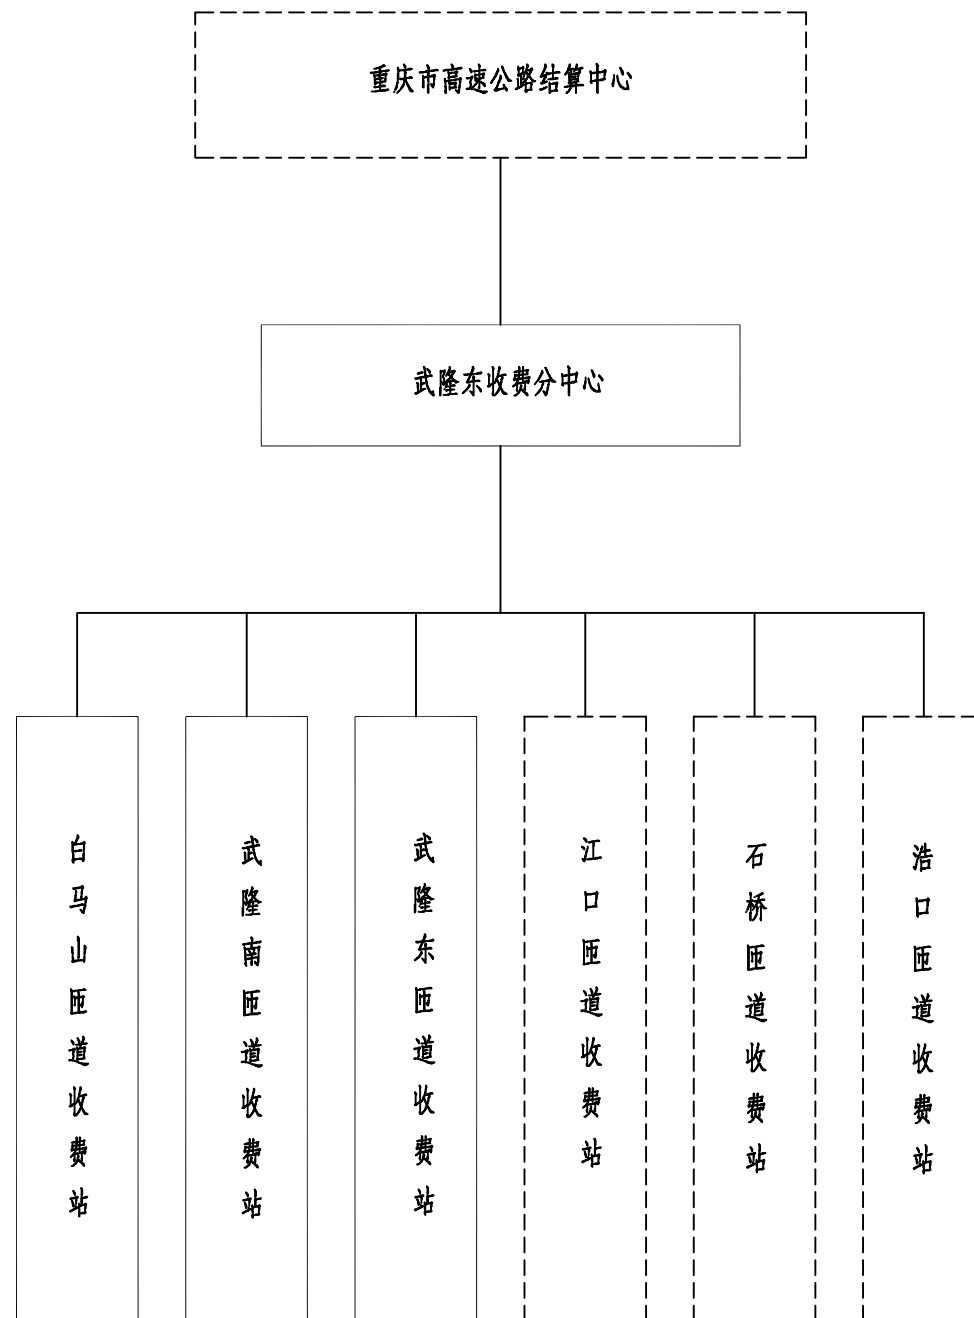 重庆市高速公路结算中心
武隆东收费分中心
白马山匝道收费站
武隆南匝道收费站
武隆东匝道收费站
江口匝道收费站
石桥匝道收费站
浩口匝道收费站